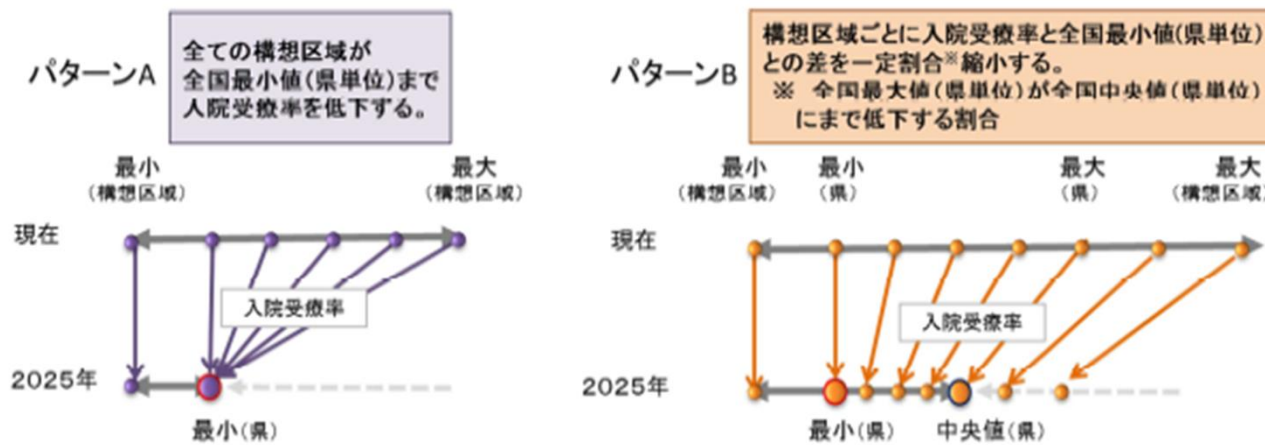 パターンA
全ての構想区域が
全国最小値(県単位)まで
入院受療率を低下する。
最小
(構想区域)
最大
(構想区域)
現在
入院受療率
2025年
最小(県)
パターンB
構想区域ごとに入院受療率と全国最小値(県単位)
との差を一定割合※縮小する。
※ 全国最大値(県単位)が全国中央値(県単位)
にまで低下する割合
最小
(構想区域)
最小
(県)
最大
(県)
最大
(構想区域)
現在
入院受療率
2025年
最小(県)
中央値(県)